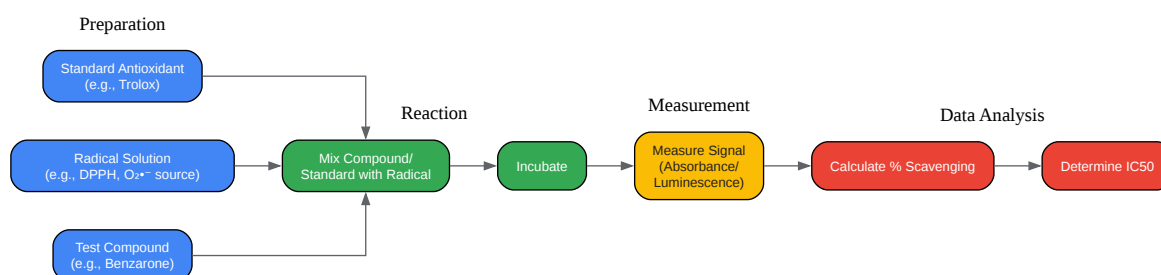 Preparation
Standard Antioxidant
(e.g., Trolox)
Reaction
Measurement
Data Analysis
Radical Solution
(e.g., DPPH, O₂•⁻ source)
Mix Compound/
Standard with Radical
Incubate
Measure Signal
(Absorbance/
Luminescence)
Calculate % Scavenging
Determine IC50
Test Compound
(e.g., Benzarone)